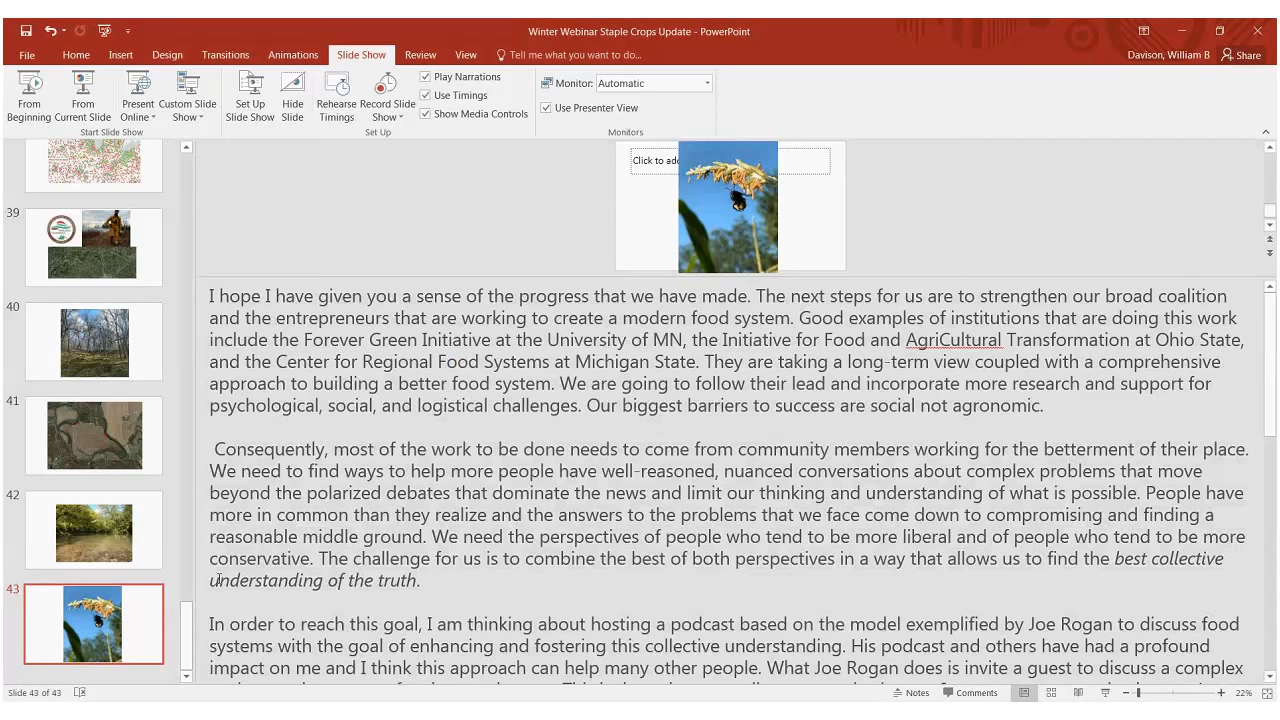 Winter Webinar Staple Crops Update - PowerPoint
Davison, William B
Share
File Home Insert Design Transitions Animations Slide Show Review View Tell me what you want to do...
From Beginning
From Current Slide
Present Online
Custom Slide Show
Start Slide Show
Set Up Slide Show
Hide Slide
Rehearse Timings
Record Slide Show
Play Narrations
Use Timings
Show Media Controls
Set Up
Monitor: Automatic
Use Presenter View
Monitors
39
40
41
42
43
Click to add
I hope I have given you a sense of the progress that we have made. The next steps for us are to strengthen our broad coalition
and the entrepreneurs that are working to create a modern food system. Good examples of institutions that are doing this work
include the Forever Green Initiative at the University of MN, the Initiative for Food and AgriCultural Transformation at Ohio State,
and the Center for Regional Food Systems at Michigan State. They are taking a long-term view coupled with a comprehensive
approach to building a better food system. We are going to follow their lead and incorporate more research and support for
psychological, social, and logistical challenges. Our biggest barriers to success are social not agronomic.
Consequently, most of the work to be done needs to come from community members working for the betterment of their place.
We need to find ways to help more people have well-reasoned, nuanced conversations about complex problems that move
beyond the polarized debates that dominate the news and limit our thinking and understanding of what is possible. People have
more in common than they realize and the answers to the problems that we face come down to compromising and finding a
reasonable middle ground. We need the perspectives of people who tend to be more liberal and of people who tend to be more
conservative. The challenge for us is to combine the best of both perspectives in a way that allows us to find the best collective
understanding of the truth.
In order to reach this goal, I am thinking about hosting a podcast based on the model exemplified by Joe Rogan to discuss food
systems with the goal of enhancing and fostering this collective understanding. His podcast and others have had a profound
impact on me and I think this approach can help many other people. What Joe Rogan does is invite a guest to discuss a complex
Slide 43 of 43
Notes
Comments
22%